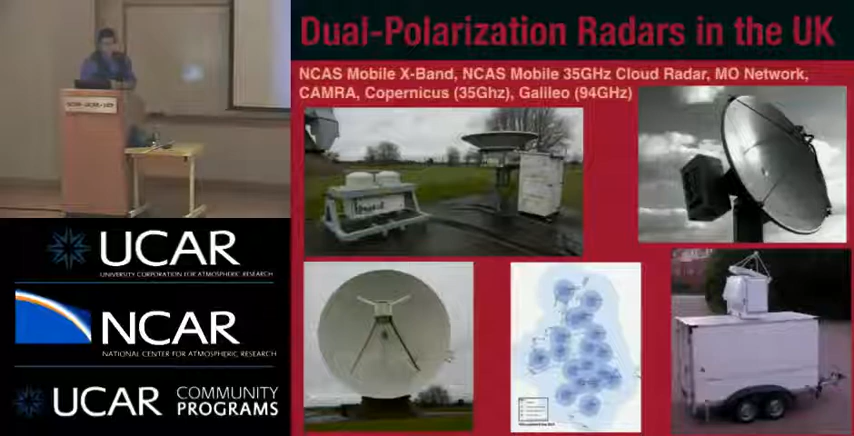 Dual-Polarization Radars in the UK
NCAS Mobile X-Band, NCAS Mobile 35GHz Cloud Radar, MO Network,
CAMRA, Copernicus (35Ghz), Galileo (94GHz)
UCAR
UNIVERSITY CORPORATION FOR ATMOSPHERIC RESEARCH
NCAR
NATIONAL CENTER FOR ATMOSPHERIC RESEARCH
UCAR COMMUNITY
PROGRAMS